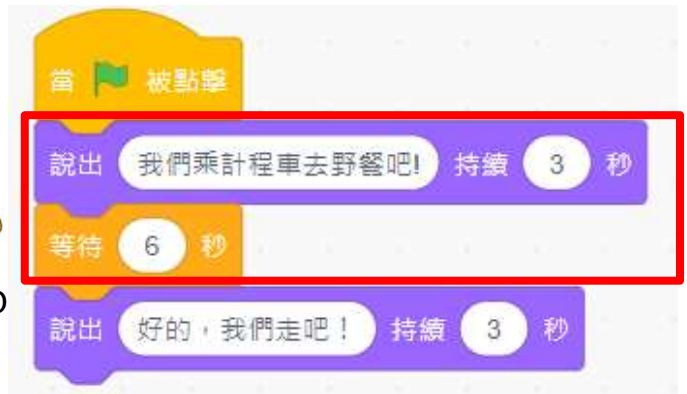 當 被點擊
說出 我們乘計程車去野餐吧! 持續 3 秒
等待 6 秒
說出 好的，我們走吧！ 持續 3 秒